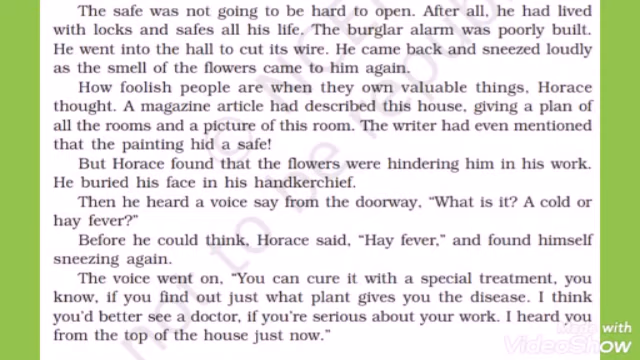 The safe was not going to be hard to open. After all, he had lived
with locks and safes all his life. The burglar alarm was poorly built.
He went into the hall to cut its wire. He came back and sneezed loudly
as the smell of the flowers came to him again.
How foolish people are when they own valuable things, Horace
thought. A magazine article had described this house, giving a plan of
all the rooms and a picture of this room. The writer had even mentioned
that the painting hid a safe!
But Horace found that the flowers were hindering him in his work.
He buried his face in his handkerchief.
Then he heard a voice say from the doorway, “What is it? A cold or
hay fever?”
Before he could think, Horace said, “Hay fever,” and found himself
sneezing again.
The voice went on, “You can cure it with a special treatment, you
know, if you find out just what plant gives you the disease. I think
you'd better see a doctor, if you're serious about your work. I heard you
from the top of the house just now.”
not to be republished
© NCERT
Made with
VideoShow